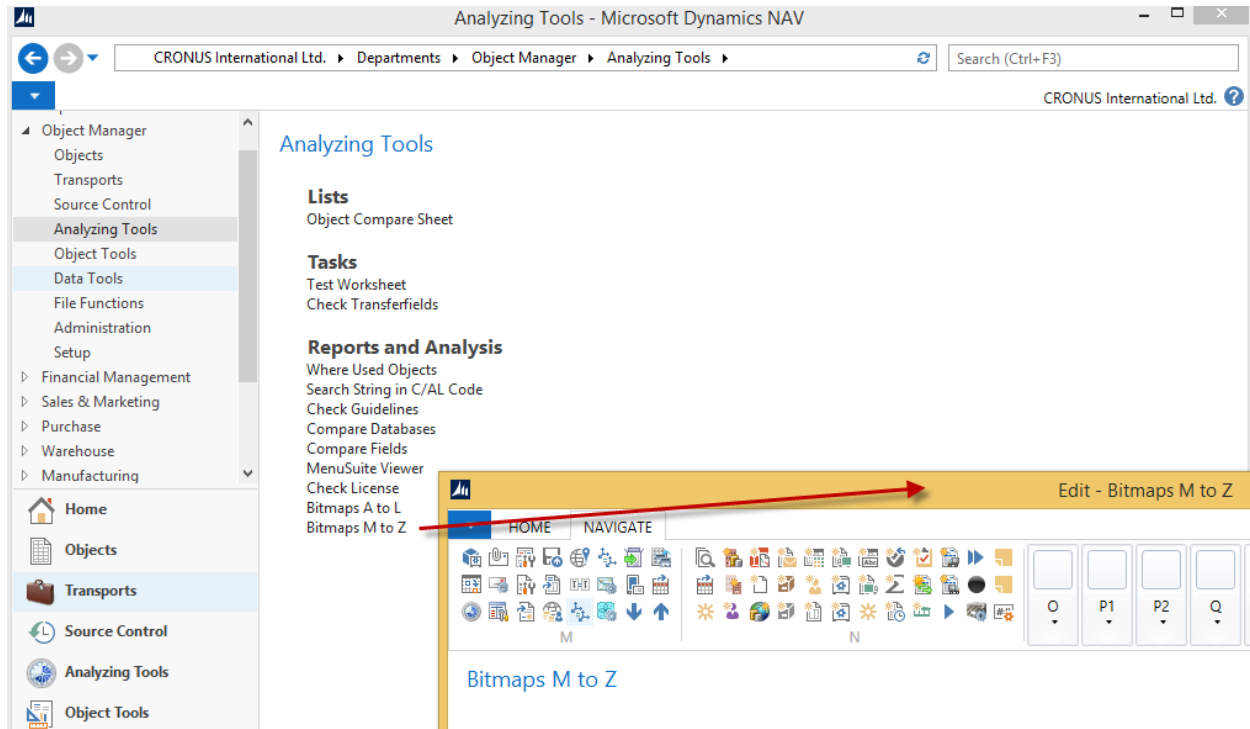 Analyzing Tools - Microsoft Dynamics NAV
CRONUS International Ltd. Departments Object Manager Analyzing Tools
Search (Ctrl+F3)
CRONUS International Ltd.
Object Manager
Objects
Transports
Source Control
Analyzing Tools
Object Tools
Data Tools
File Functions
Administration
Setup
Financial Management
Sales & Marketing
Purchase
Warehouse
Manufacturing
Home
Objects
Transports
Source Control
Analyzing Tools
Object Tools
Analyzing Tools
Lists
Object Compare Sheet
Tasks
Test Worksheet
Check Transferfields
Reports and Analysis
Where Used Objects
Search String in C/AL Code
Check Guidelines
Compare Databases
Compare Fields
MenuSuite Viewer
Check License
Bitmaps A to L
Bitmaps M to Z
Edit - Bitmaps M to Z
HOME NAVIGATE
M N O P1 P2 Q
Bitmaps M to Z